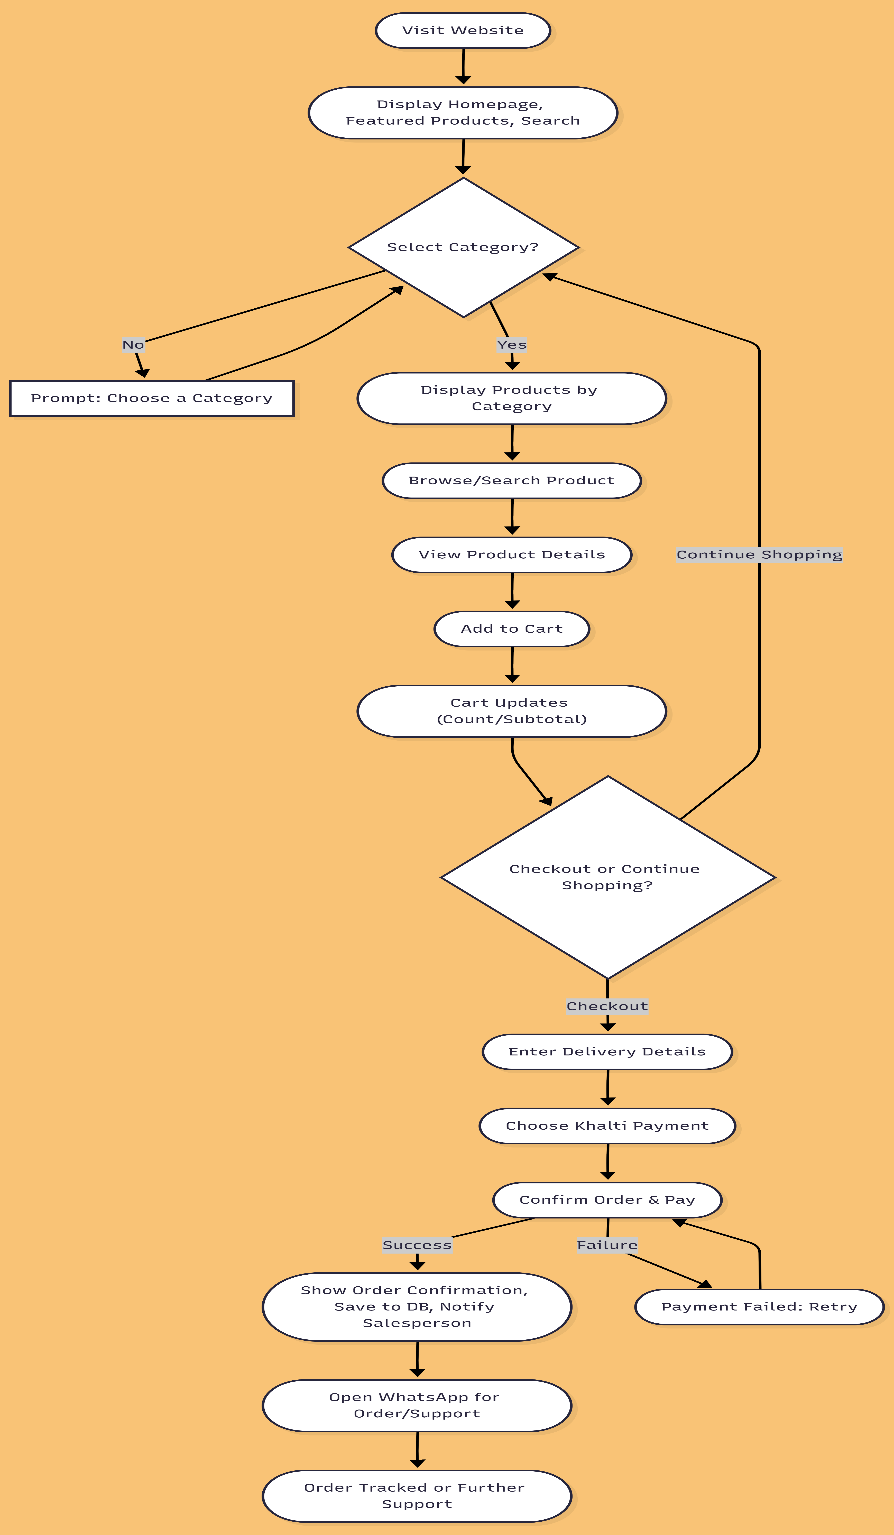 Visit Website
Display Homepage,
Featured Products, Search
Select Category?
No
Yes
Prompt: Choose a Category
Display Products by
Category
Browse/Search Product
View Product Details
Continue Shopping
Add to Cart
Cart Updates
(Count/Subtotal)
Checkout or Continue
Shopping?
Checkout
Enter Delivery Details
Choose Khalti Payment
Confirm Order & Pay
Success
Failure
Show Order Confirmation,
Save to DB, Notify
Salesperson
Payment Failed: Retry
Open WhatsApp for
Order/Support
Order Tracked or Further
Support